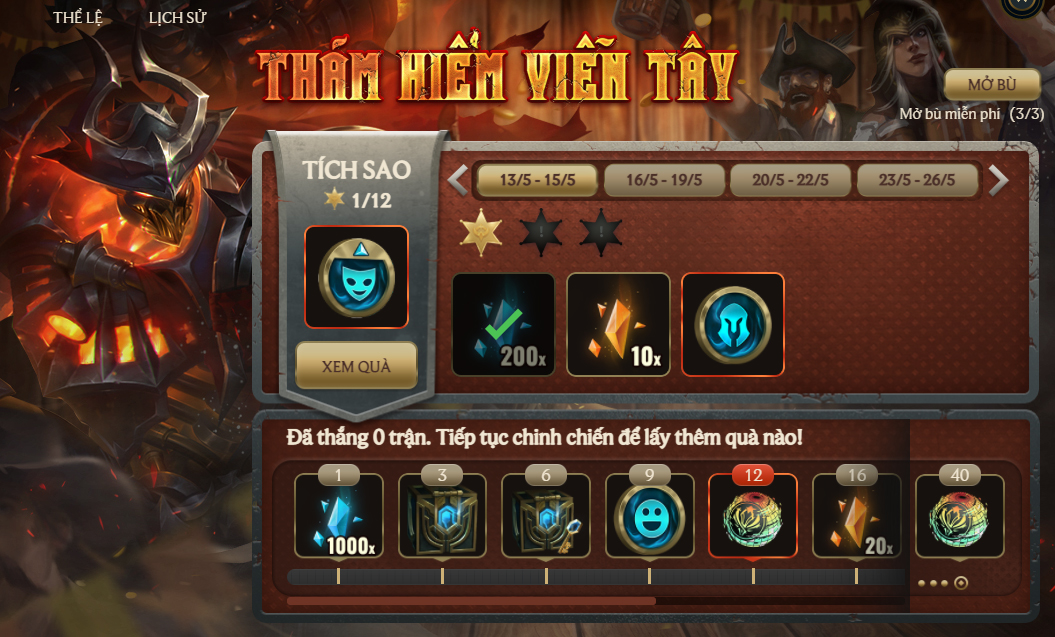 THỂ LỆ
LỊCH SỬ
THÁM HIỂM VIỄN TÂY
MỞ BÙ
Mở bù miễn phí (3/3)
TÍCH SAO
1/12
XEM QUÀ
13/5 - 15/5
16/5 - 19/5
20/5 - 22/5
23/5 - 26/5
200x
10x
Đã thắng 0 trận. Tiếp tục chinh chiến để lấy thêm quà nào!
1
3
6
9
12
16
40
1000x
20x